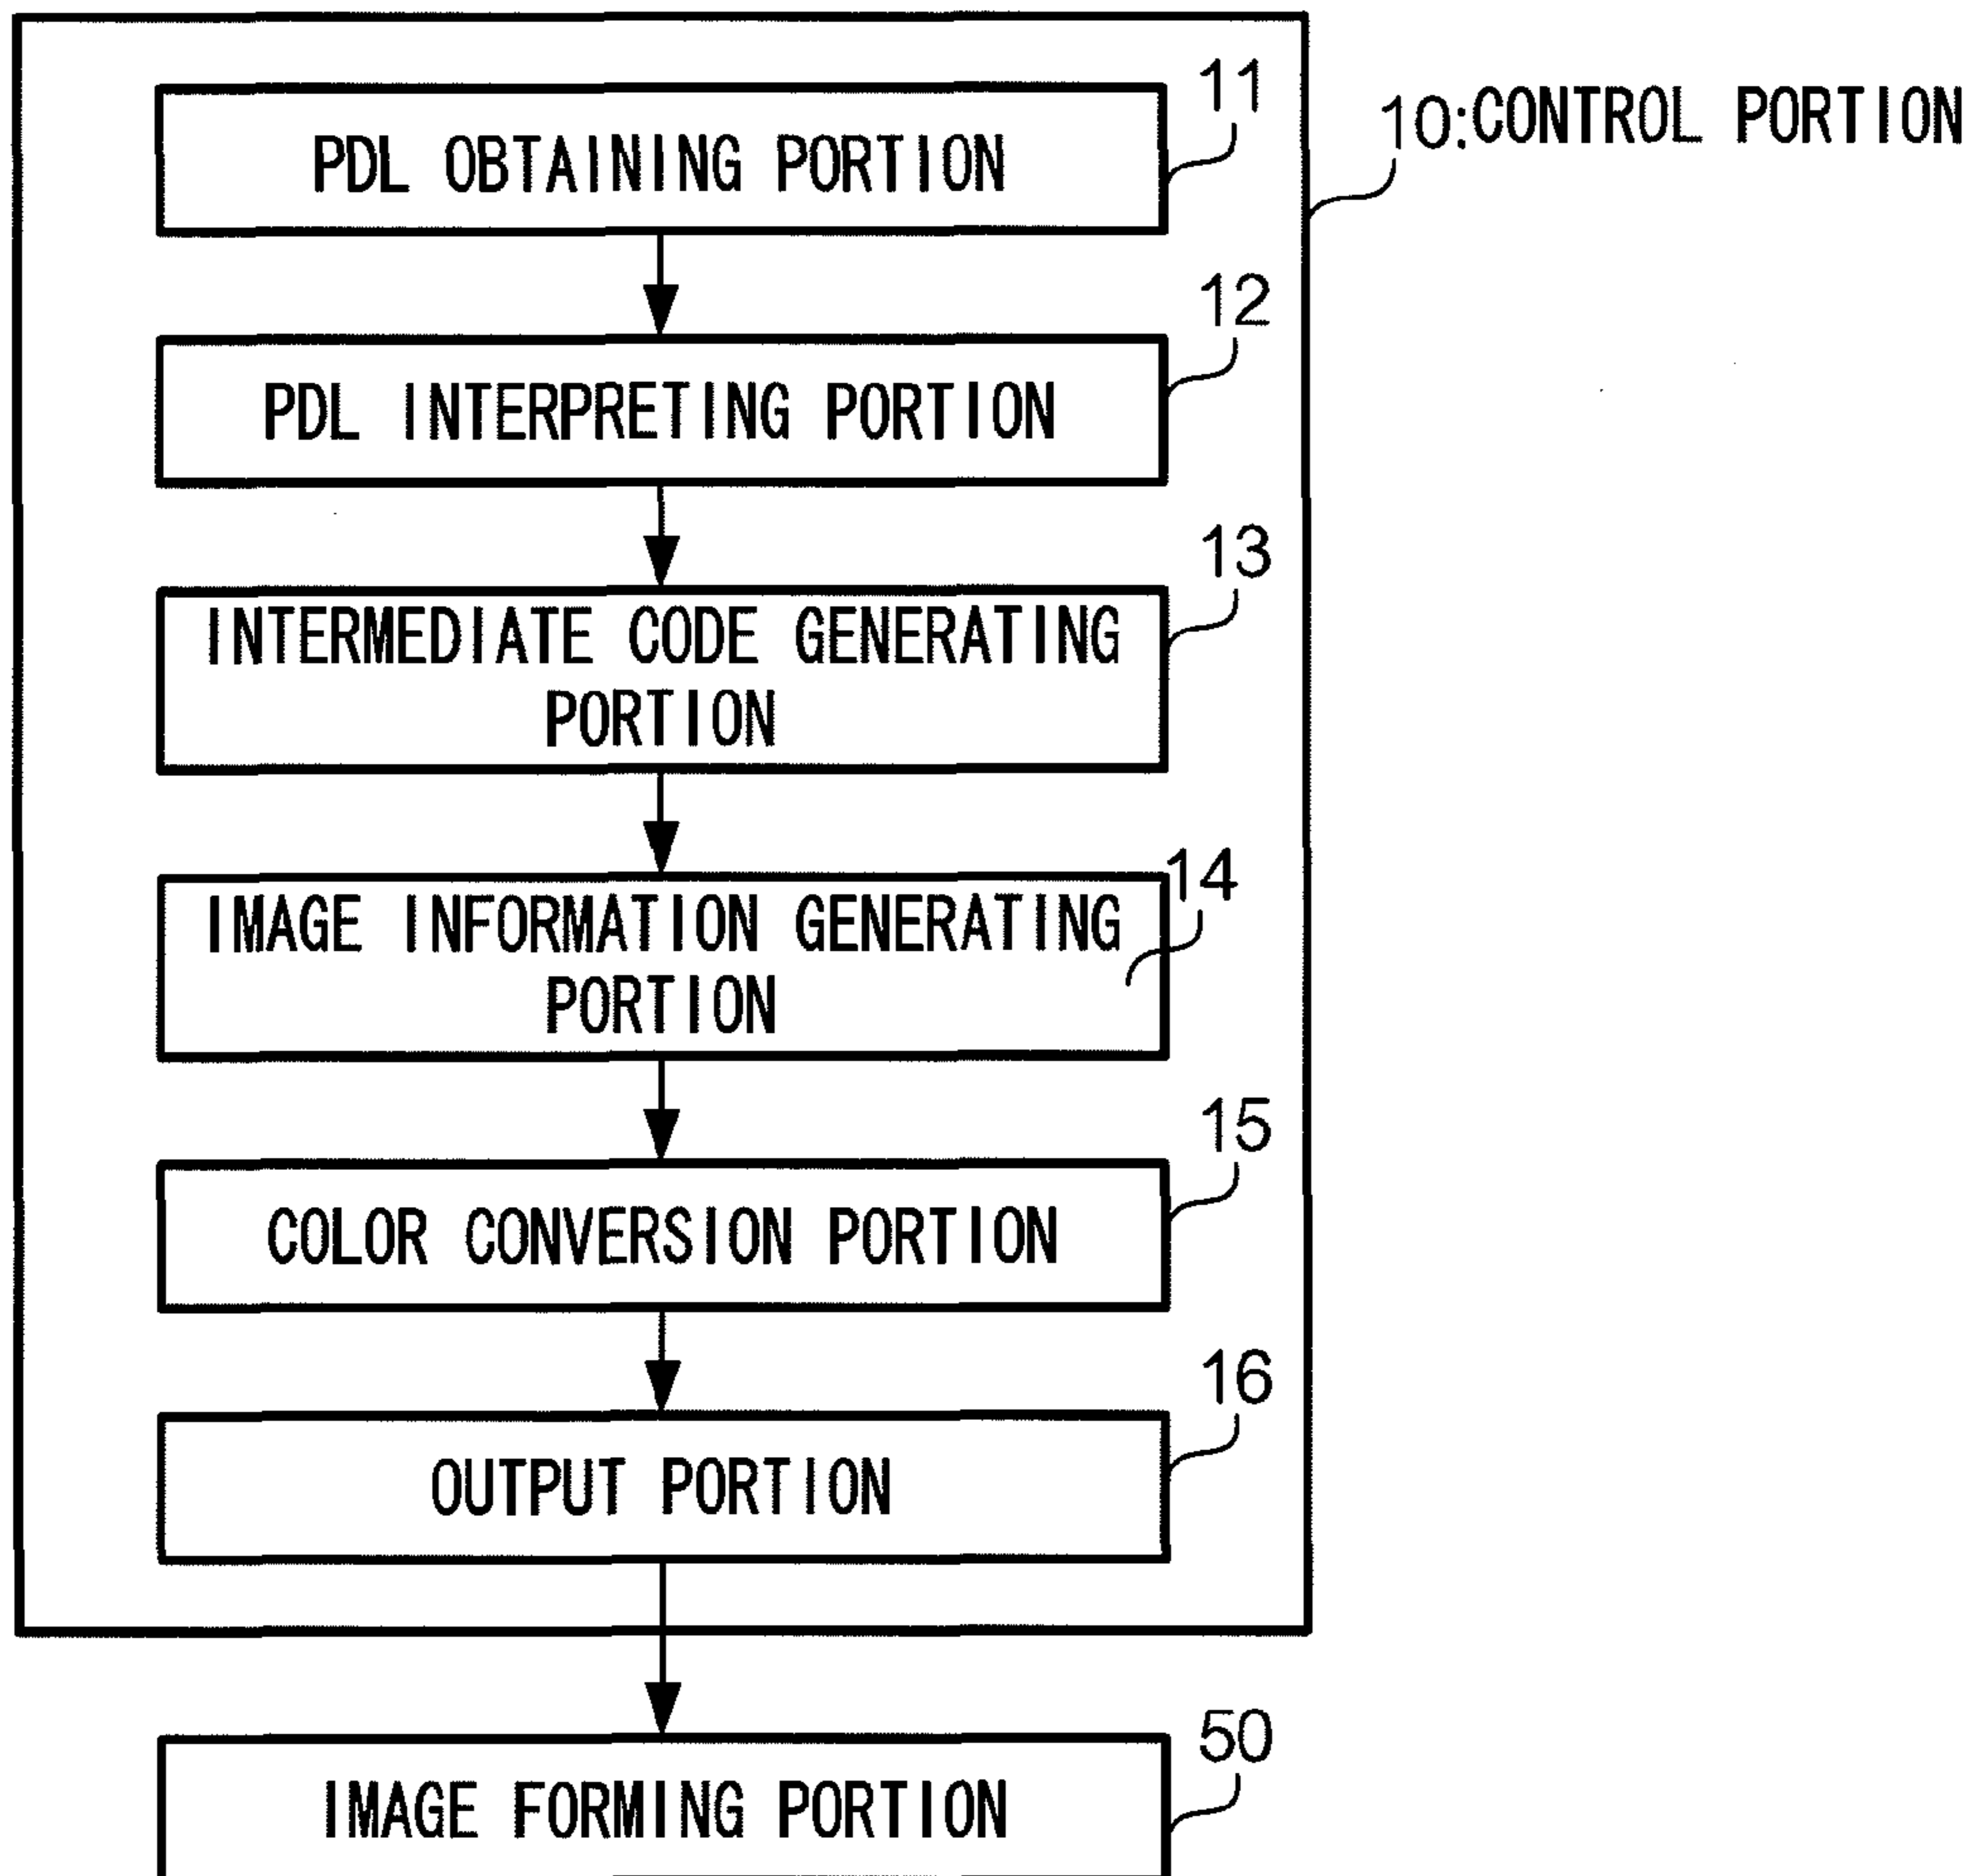 11
10:CONTROL PORTION
PDL OBTAINING PORTION
12
PDL INTERPRETING PORTION
13
INTERMEDIATE CODE GENERATING
PORTION
14
IMAGE INFORMATION GENERATING
PORTION
15
COLOR CONVERSION PORTION
16
OUTPUT PORTION
50
IMAGE FORMING PORTION